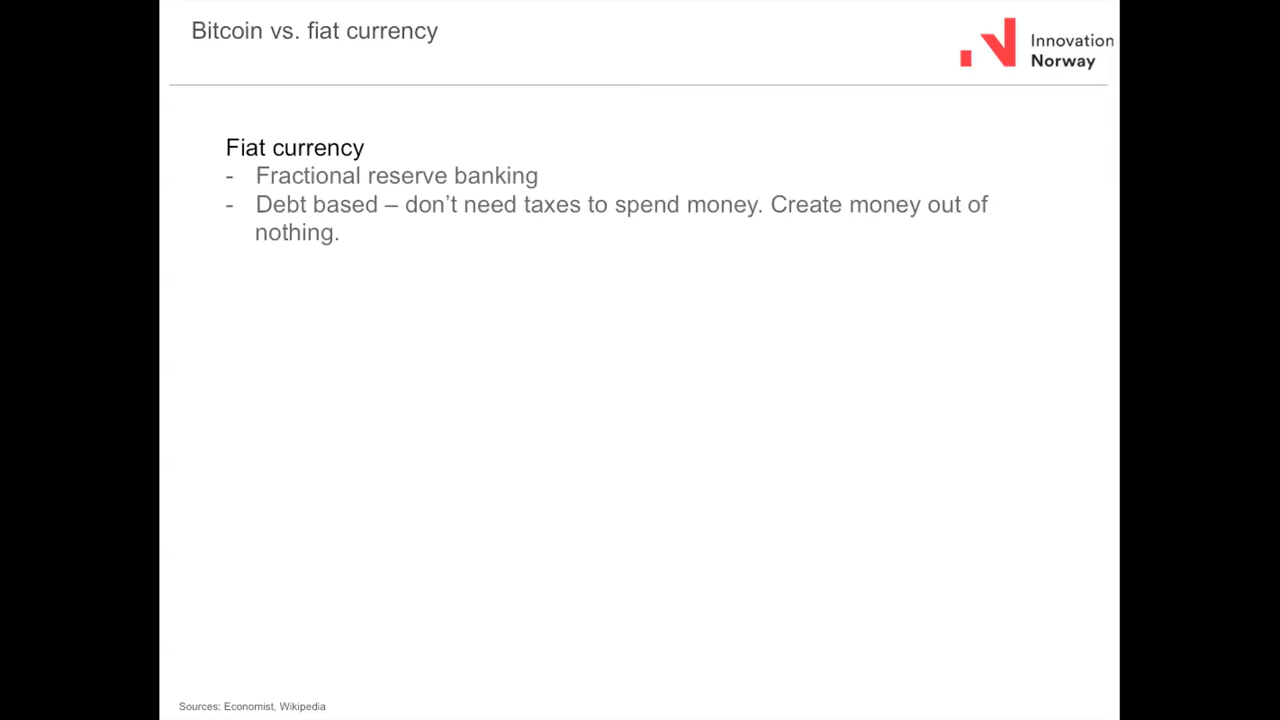 Bitcoin vs. fiat currency
Innovation
Norway
Fiat currency
- Fractional reserve banking
- Debt based – don’t need taxes to spend money. Create money out of
nothing.
Sources: Economist, Wikipedia